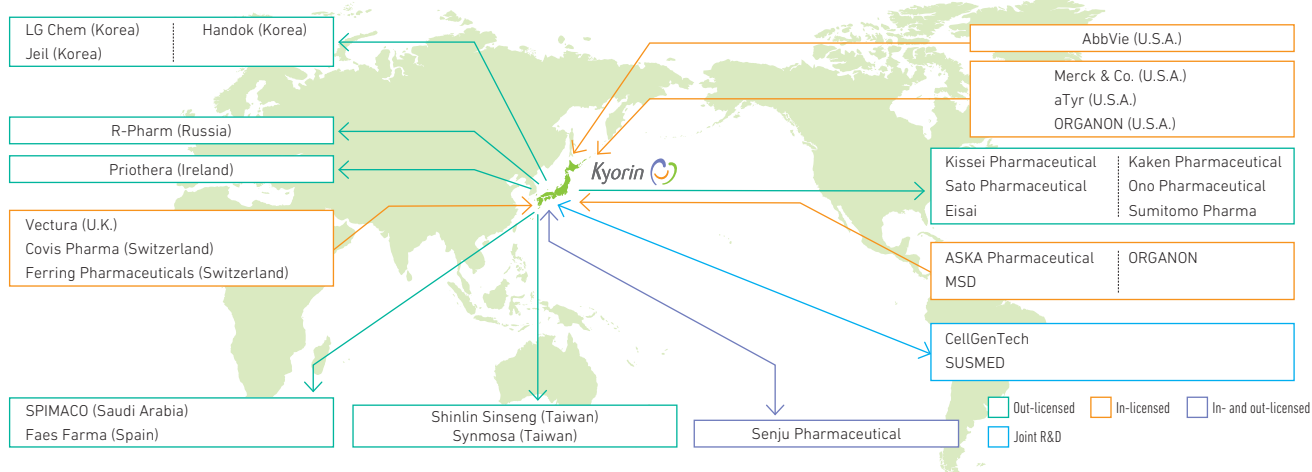 LG Chem (Korea) Handok (Korea)
Jeil (Korea)
R-Pharm (Russia)
Priothera (Ireland)
Vectura (U.K.)
Covis Pharma (Switzerland)
Ferring Pharmaceuticals (Switzerland)
SPIMACO (Saudi Arabia)
Faes Farma (Spain)
Shinlin Sinseng (Taiwan)
Synmosa (Taiwan)
Kyorin
AbbVie (U.S.A.)
Merck & Co. (U.S.A.)
aTyr (U.S.A.)
ORGANON (U.S.A.)
Kissei Pharmaceutical Kaken Pharmaceutical
Sato Pharmaceutical Ono Pharmaceutical
Eisai Sumitomo Pharma
ASKA Pharmaceutical ORGANON
MSD
CellGenTech
SUSMED
Senju Pharmaceutical
Out-licensed In-licensed In- and out-licensed
Joint R&D